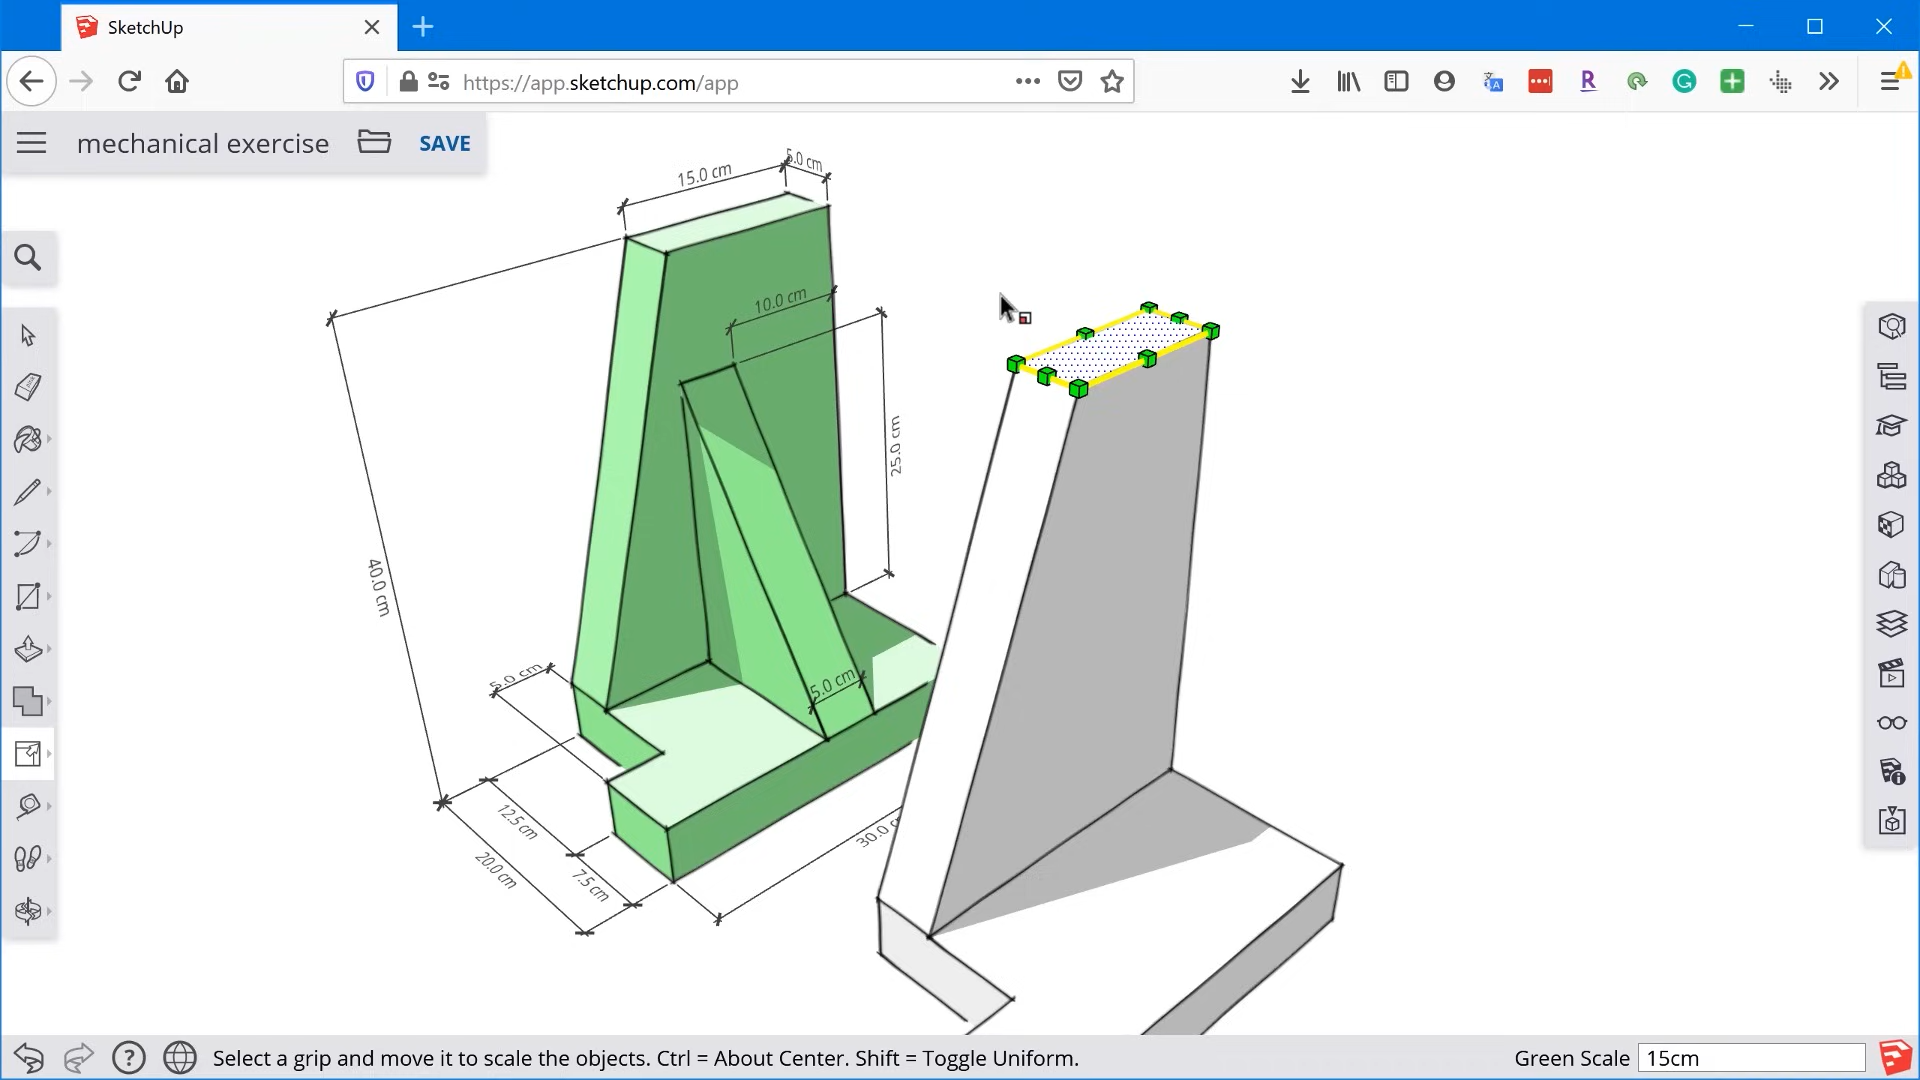 SketchUp
https://app.sketchup.com/app
mechanical exercise
SAVE
15.0 cm
5.0 cm
10.0 cm
25.0 cm
40.0 cm
5.0 cm
5.0 cm
12.5 cm
20.0 cm
7.5 cm
30.0
Select a grip and move it to scale the objects. Ctrl = About Center. Shift = Toggle Uniform.
Green Scale
15cm